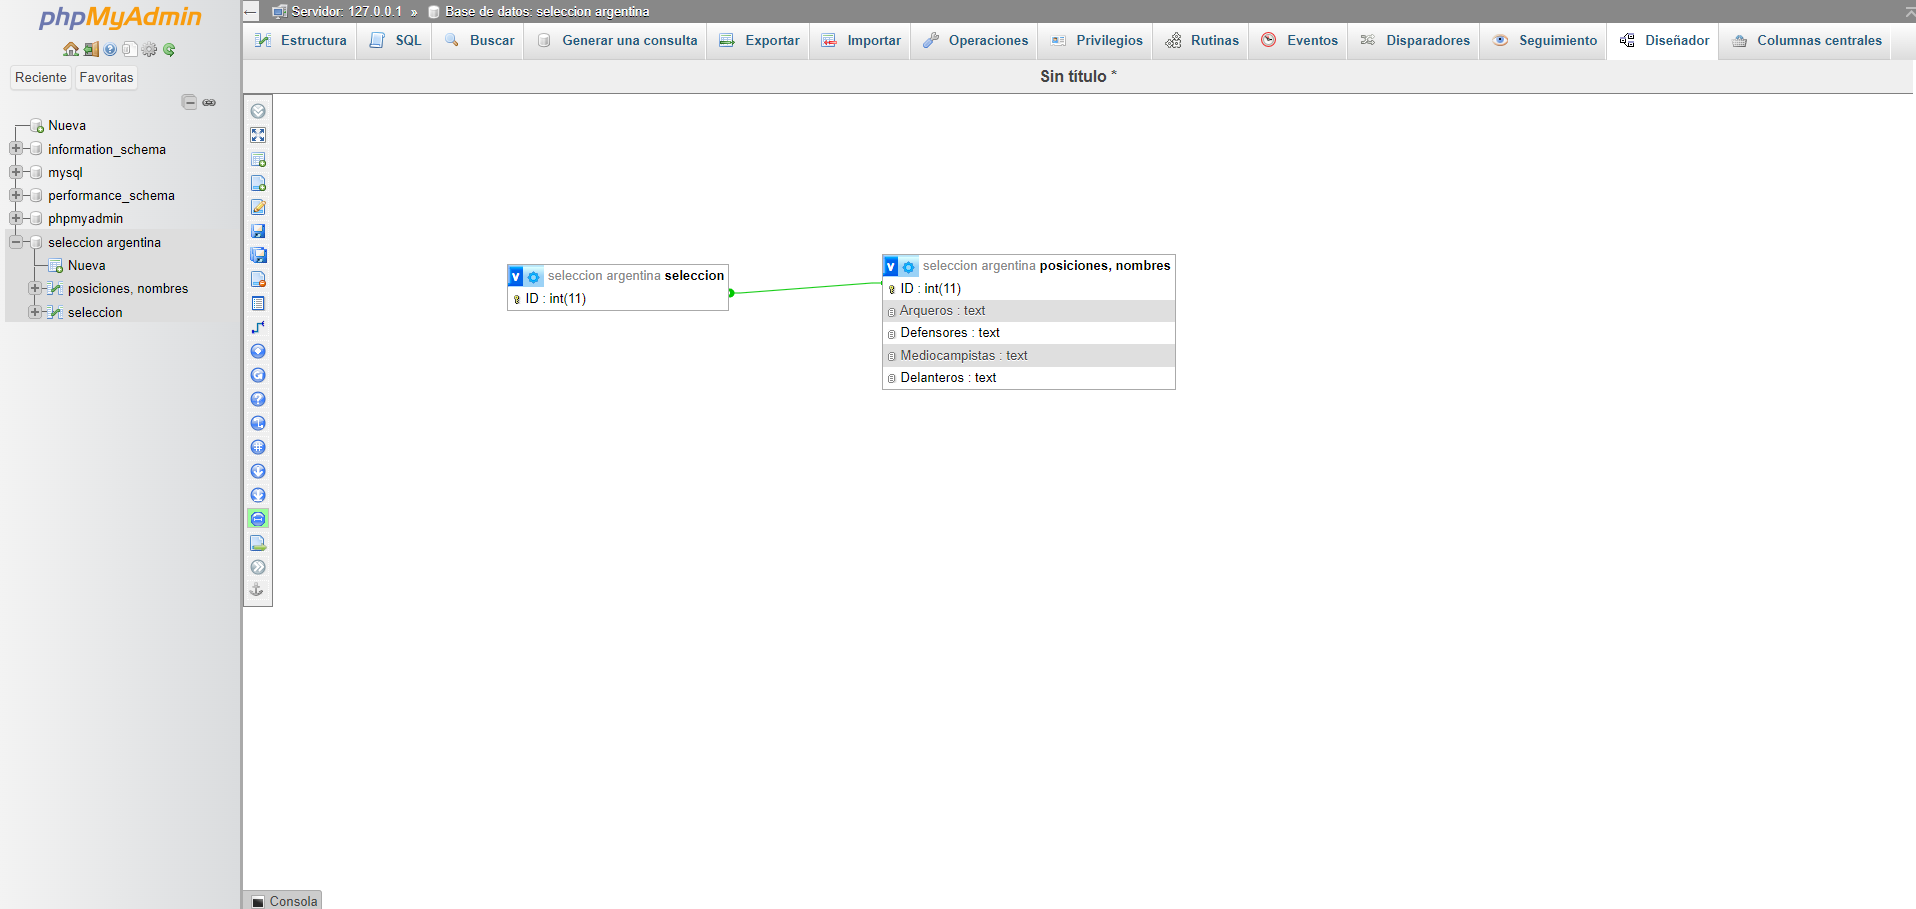 phpMyAdmin
Reciente Favoritas
Nueva
information_schema
mysql
performance_schema
phpmyadmin
seleccion argentina
Nueva
posiciones, nombres
seleccion
Servidor: 127.0.0.1 » Base de datos: seleccion argentina
Estructura SQL Buscar Generar una consulta Exportar Importar Operaciones Privilegios Rutinas Eventos Disparadores Seguimiento Diseñador Columnas centrales
Sin título *
v seleccion argentina seleccion
ID : int(11)
v seleccion argentina posiciones, nombres
ID : int(11)
Arqueros : text
Defensores : text
Mediocampistas : text
Delanteros : text
Consola